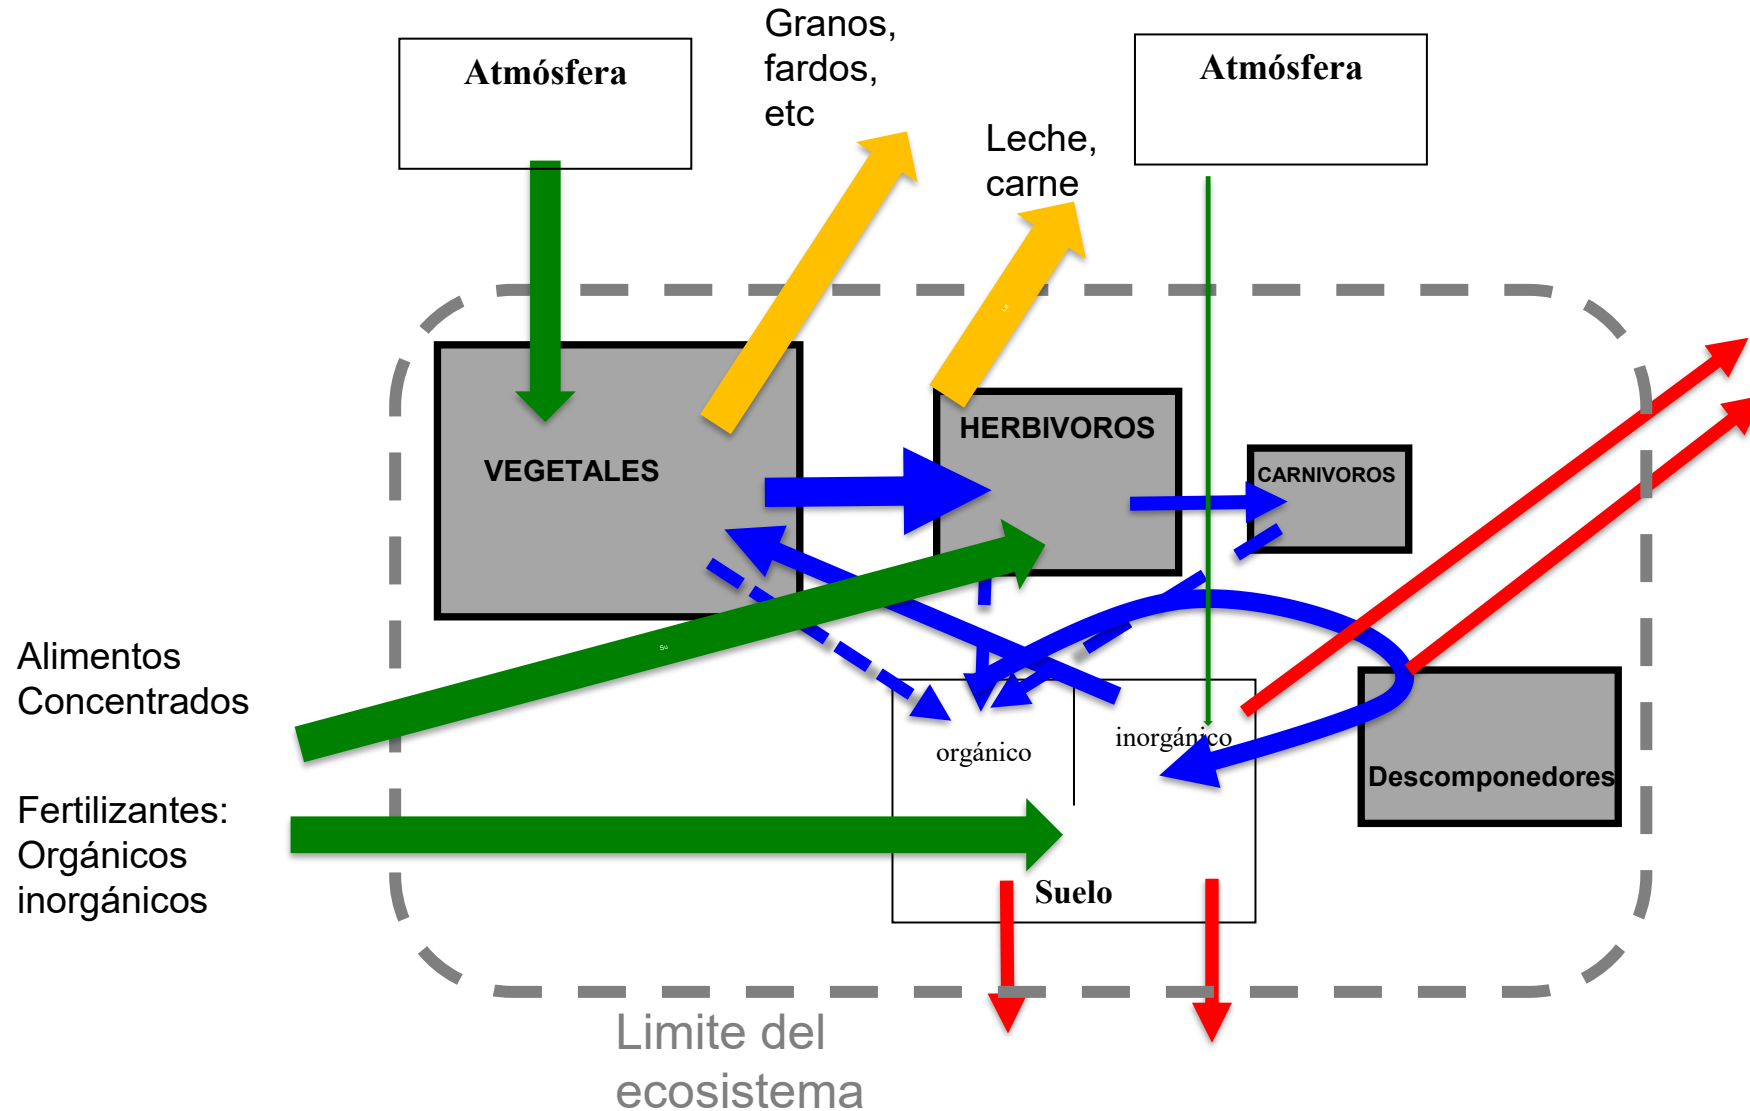 Granos,
fardos,
etc
Atmósfera
Atmósfera
Leche,
carne
HERBIVOROS
VEGETALES
CARNIVOROS
Alimentos
Concentrados
Su
orgánico
inorgánico
Descomponedores
Fertilizantes:
Orgánicos
inorgánicos
Suelo
Limite del
ecosistema